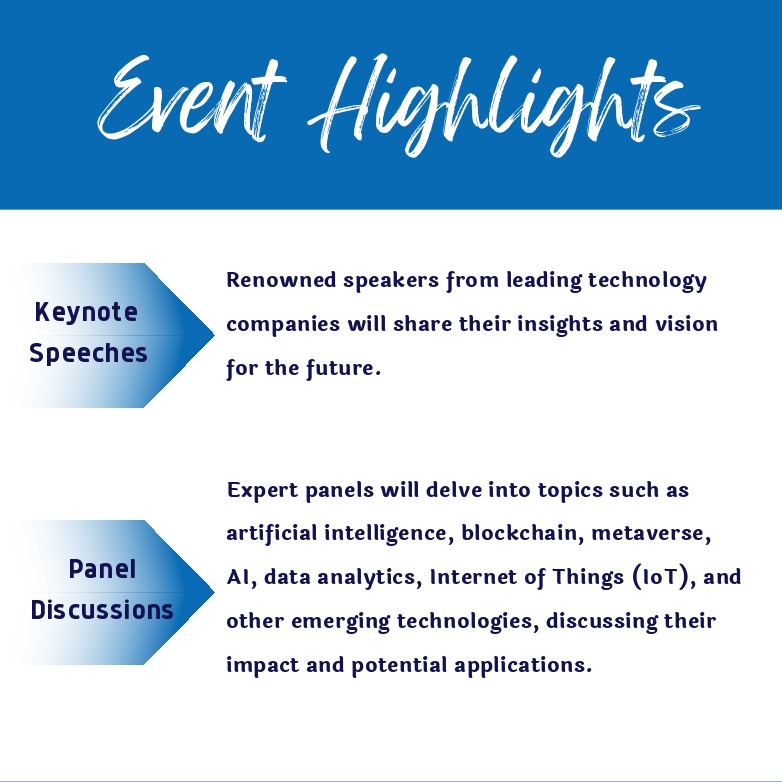 Event Highlights
Keynote
Speeches
Renowned speakers from leading technology
companies will share their insights and vision
for the future.
Panel
Discussions
Expert panels will delve into topics such as
artificial intelligence, blockchain, metaverse,
AI, data analytics, Internet of Things (IoT), and
other emerging technologies, discussing their
impact and potential applications.